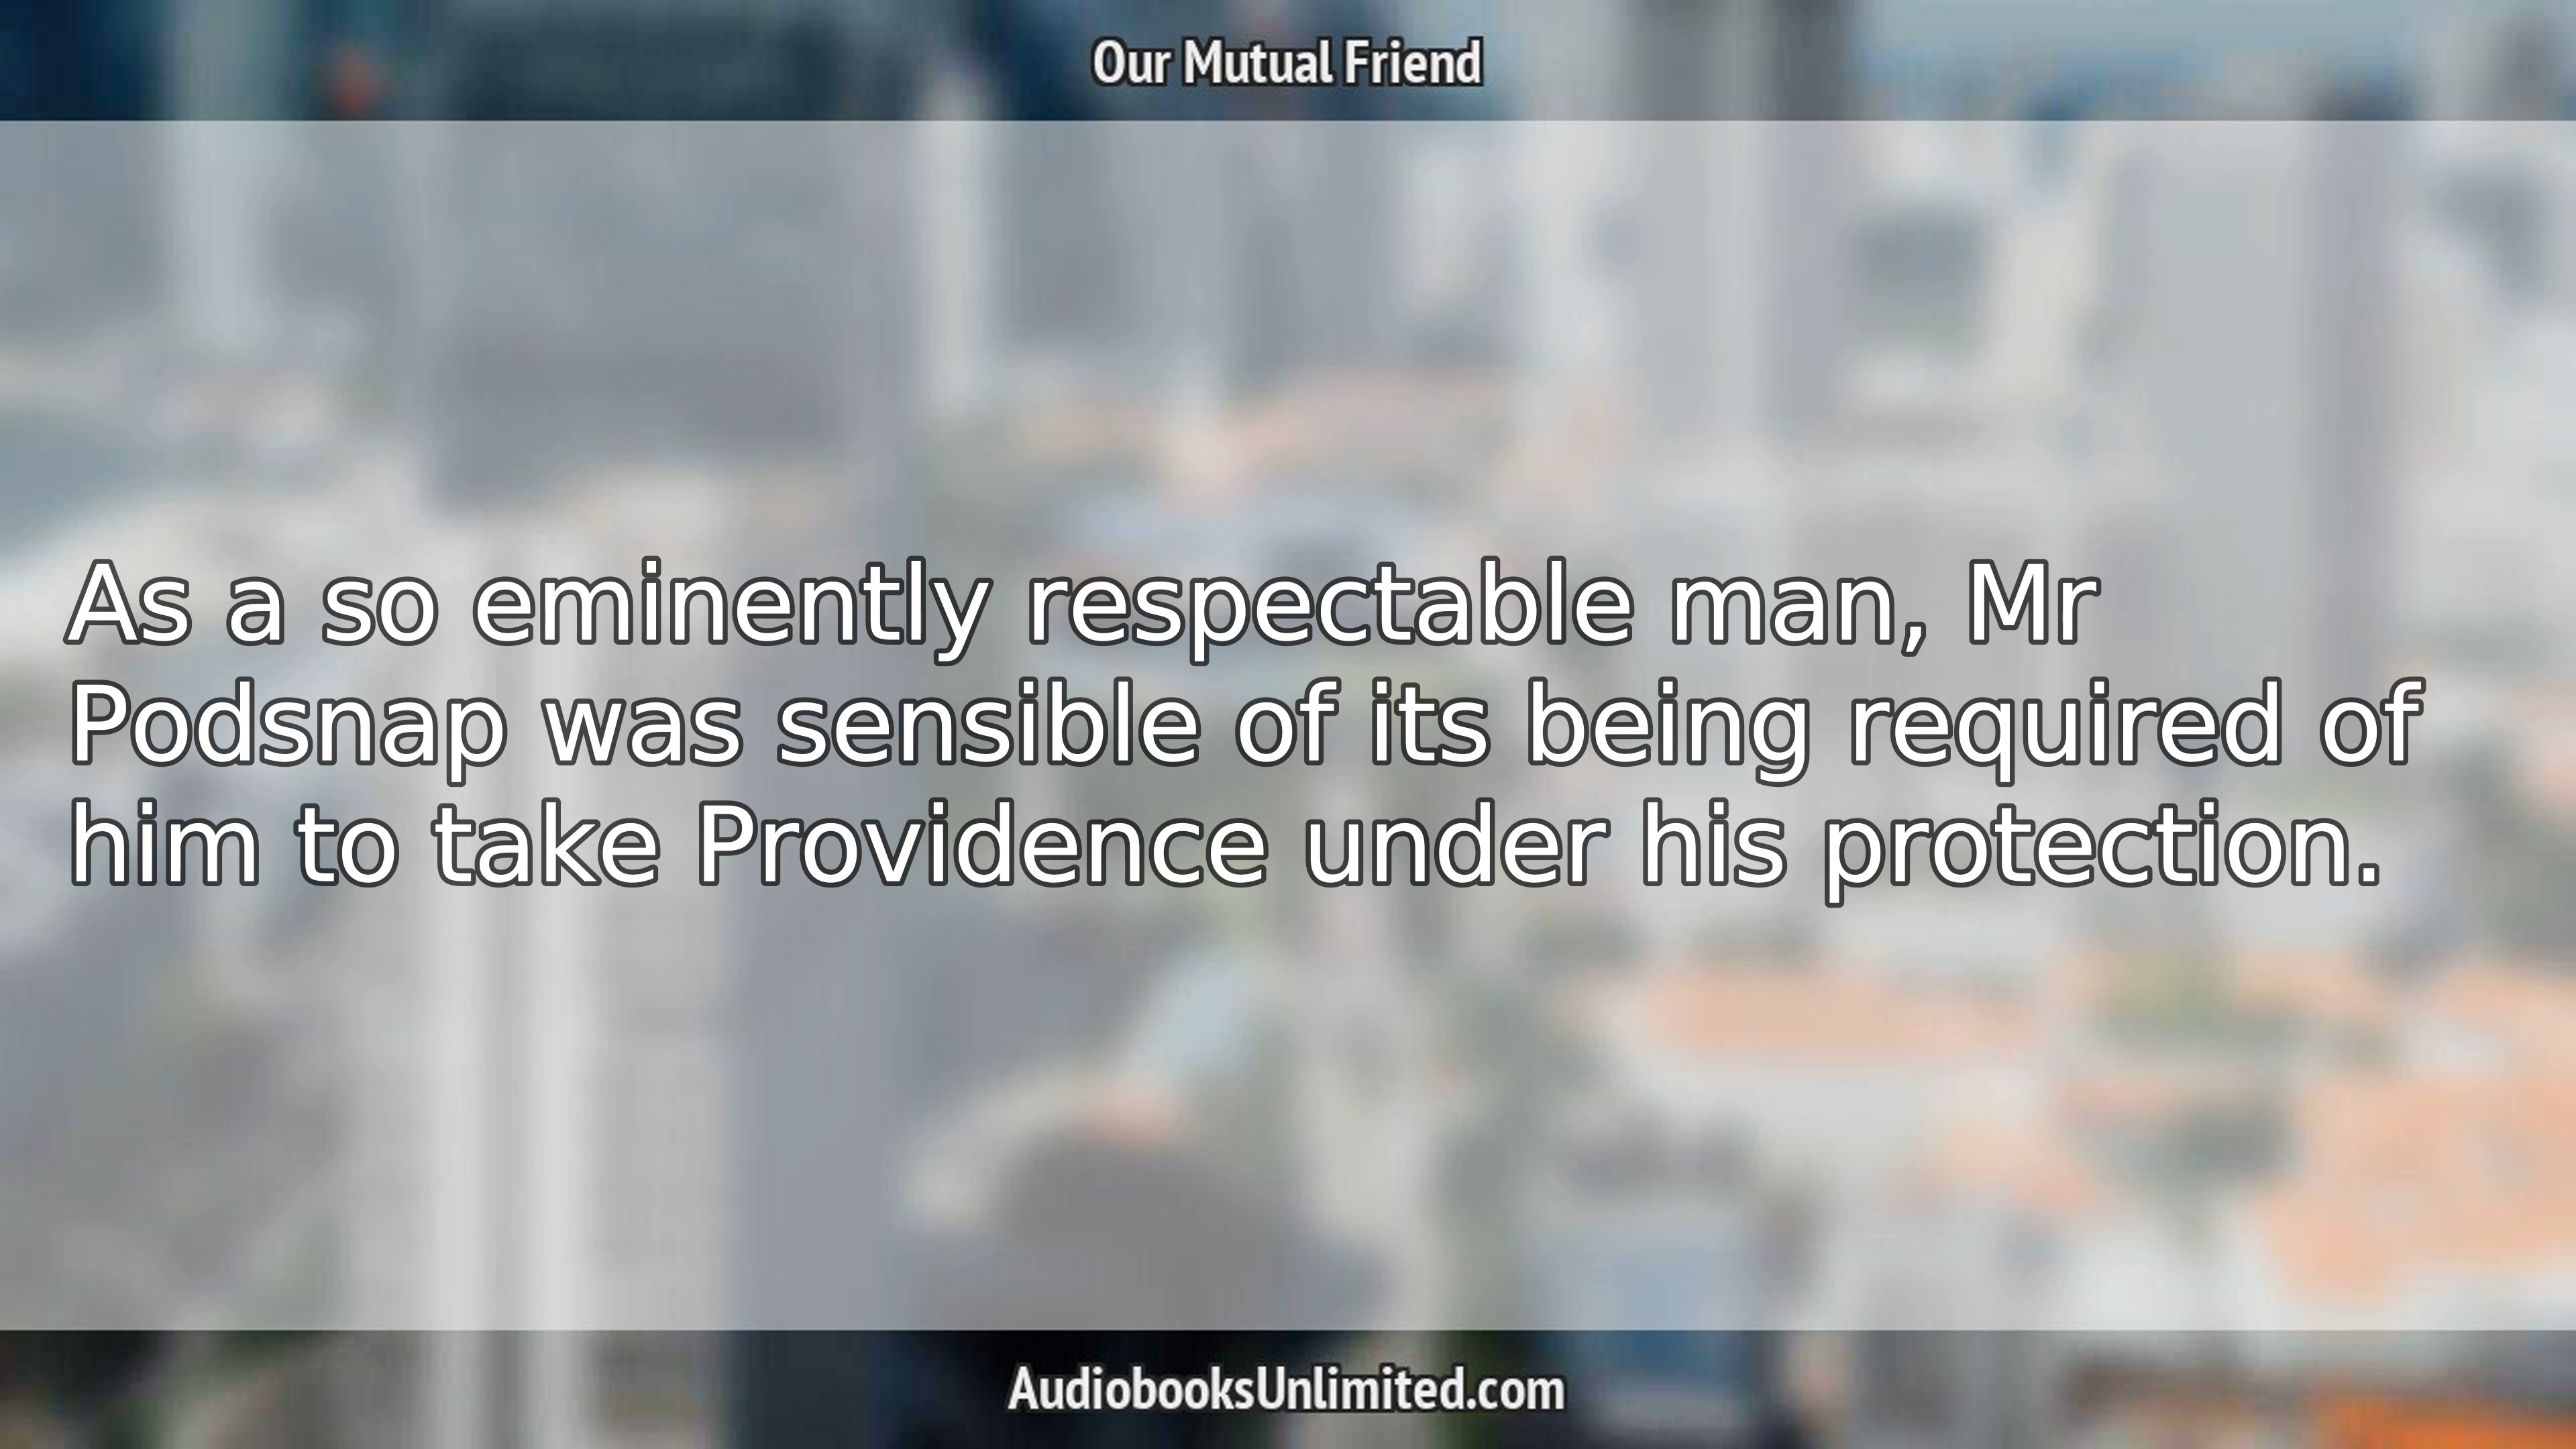 Our Mutual Friend
As a so eminently respectable man, Mr
Podsnap was sensible of its being required of
him to take Providence under his protection.
AudiobooksUnlimited.com